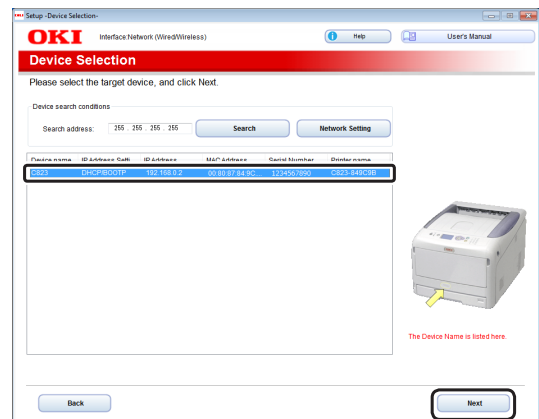 Setup -Device Selection-
OKI Interface:Network (Wired/Wireless) Help User's Manual
Device Selection
Please select the target device, and click Next.
Device search conditions
Search address: 255 . 255 . 255 . 255 Search Network Setting
Device name IP Address Setti IP Address MAC Address Serial Number Printer name
C823 DHCP/BOOTP 192.168.0.2 00:80:87:84:9C... 1234567890 C823-849C9B
The Device Name is listed here.
Back Next